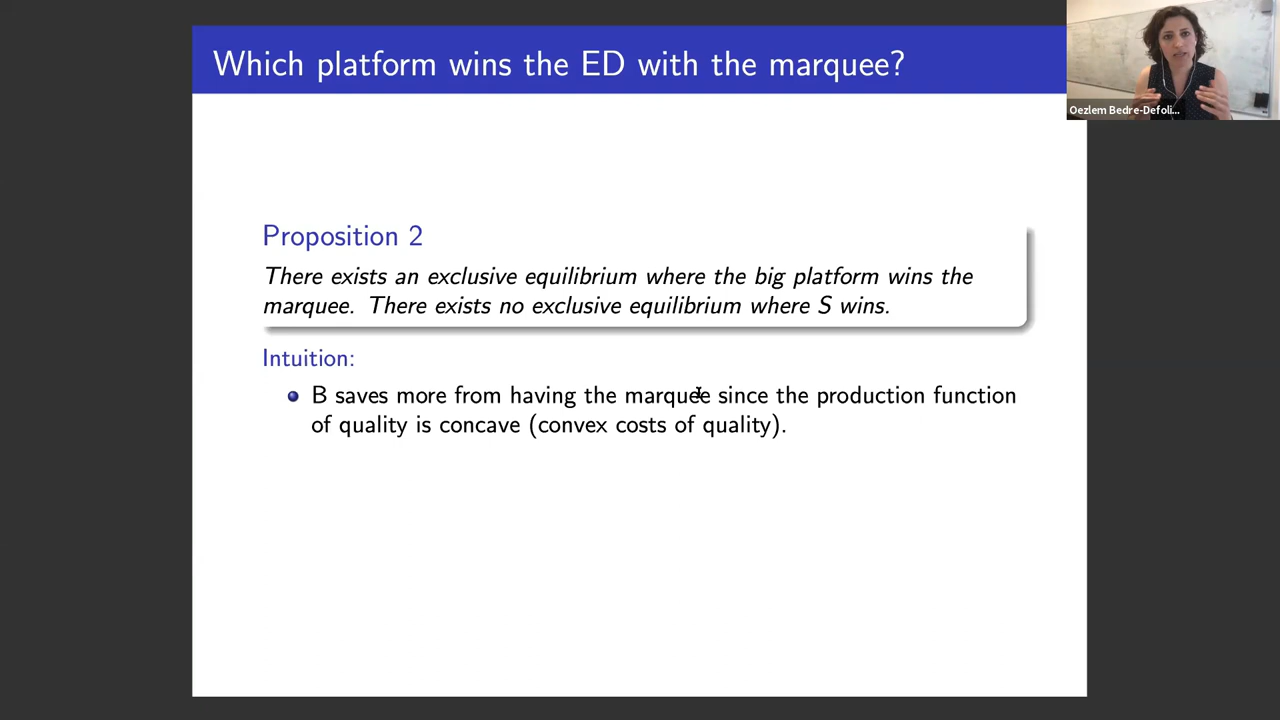 Which platform wins the ED with the marquee?
Oezlem Bedre-Defoli...
Proposition 2
There exists an exclusive equilibrium where the big platform wins the
marquee. There exists no exclusive equilibrium where S wins.
Intuition:
B saves more from having the marquee since the production function
of quality is concave (convex costs of quality).